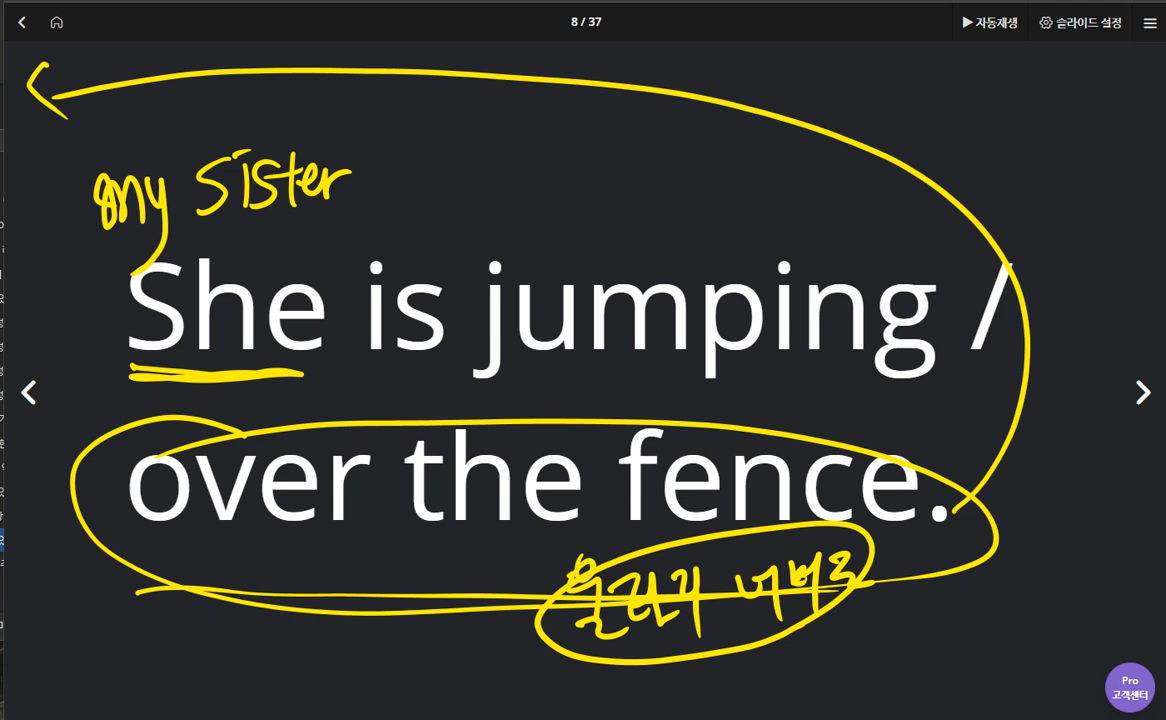 8 / 37
▶ 자동재생
슬라이드 설정
my sister
She is jumping /
over the fence.
울타리 너머로
Pro
고객센터